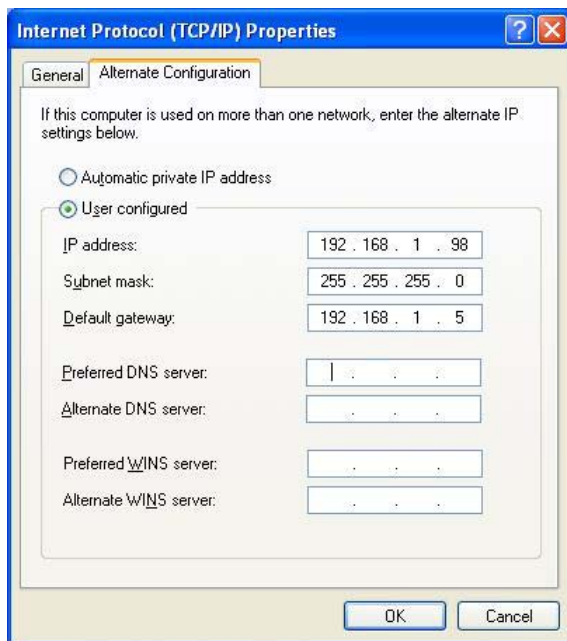 Internet Protocol (TCP/IP) Properties
General Alternate Configuration
If this computer is used on more than one network, enter the alternate IP
settings below.
Automatic private IP address
User configured
IP address: 192 . 168 . 1 . 98
Subnet mask: 255 . 255 . 255 . 0
Default gateway: 192 . 168 . 1 . 5
Preferred DNS server: . . .
Alternate DNS server: . . .
Preferred WINS server: . . .
Alternate WINS server: . . .
OK Cancel